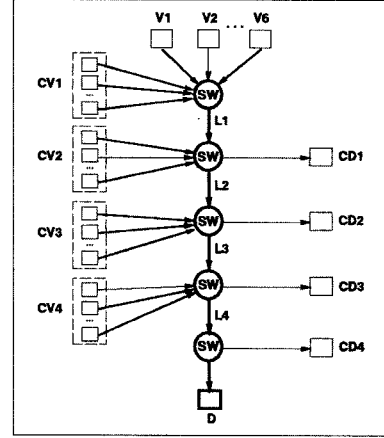 V1 V2 ... V6
CV1
...
SW
L1
CV2
...
SW
CD1
L2
CV3
...
SW
CD2
L3
CV4
...
SW
CD3
L4
SW
CD4
D